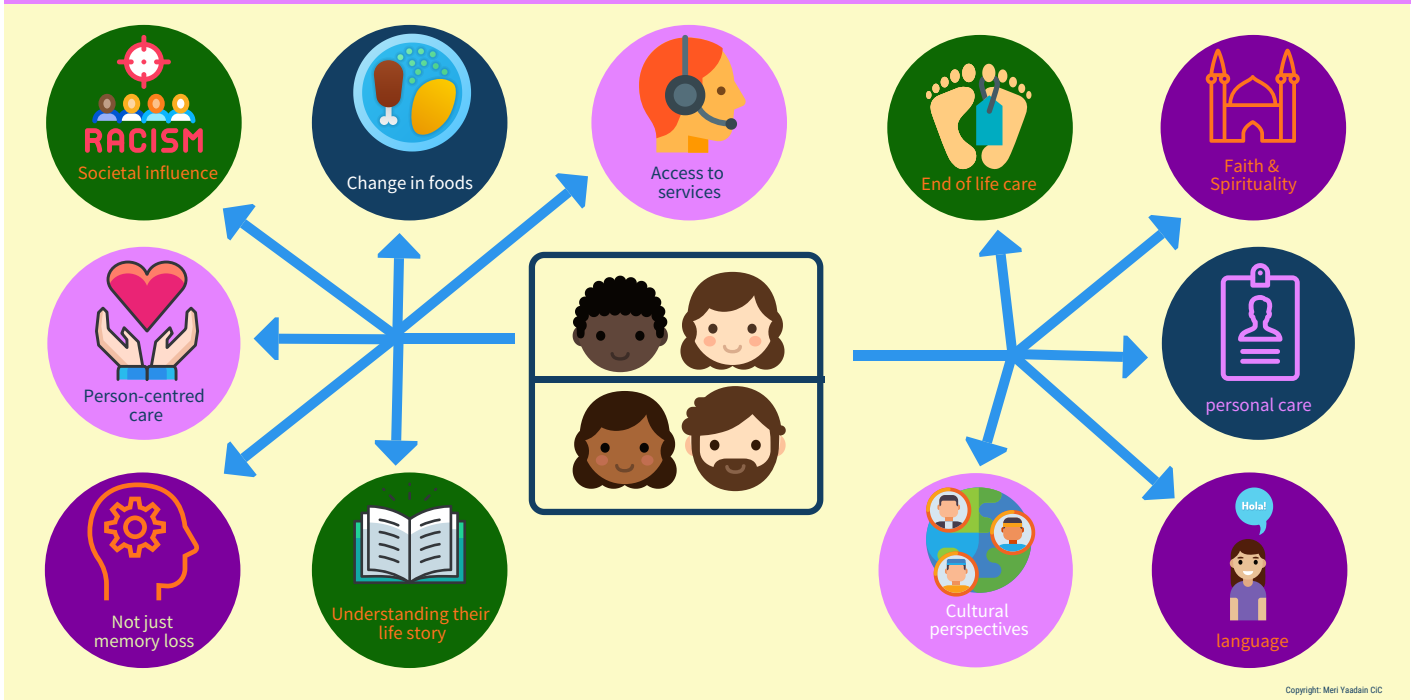 RACISM
Societal influence
Change in foods
Access to
services
End of life care
Faith &
Spirituality
Person-centred
care
personal care
Not just
memory loss
Understanding their
life story
Cultural
perspectives
Hola!
language
Copyright: Meri Yaadain CiC